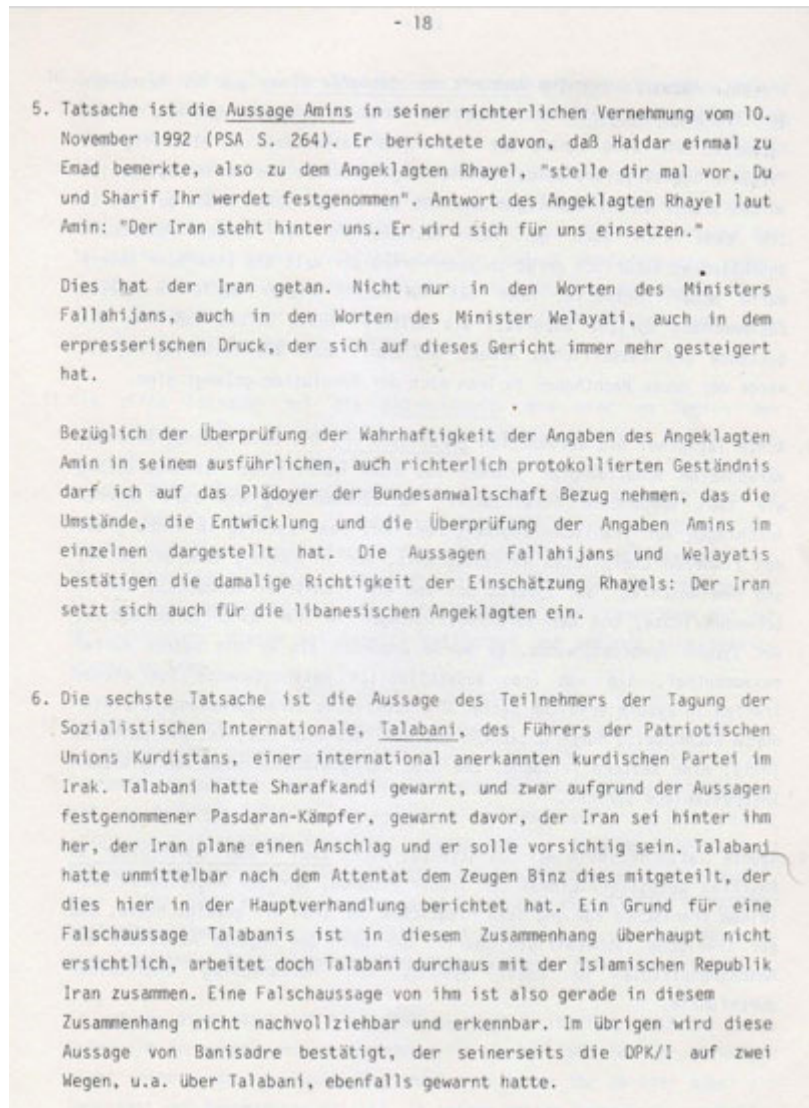 - 18
5. Tatsache ist die Aussage Amins in seiner richterlichen Vernehmung vom 10.
November 1992 (PSA S. 264). Er berichtete davon, daß Haidar einmal zu
Emad bemerkte, also zu dem Angeklagten Rhayel, "stelle dir mal vor, Du
und Sharif Ihr werdet festgenommen". Antwort des Angeklagten Rhayel laut
Amin: "Der Iran steht hinter uns. Er wird sich für uns einsetzen."
Dies hat der Iran getan. Nicht nur in den Worten des Ministers
Fallahijans, auch in den Worten des Minister Welayati, auch in dem
erpresserischen Druck, der sich auf dieses Gericht immer mehr gesteigert
hat.
Bezüglich der Überprüfung der Wahrhaftigkeit der Angaben des Angeklagten
Amin in seinem ausführlichen, auch richterlich protokollierten Geständnis
darf ich auf das Plädoyer der Bundesanwaltschaft Bezug nehmen, das die
Umstände, die Entwicklung und die Überprüfung der Angaben Amins im
einzelnen dargestellt hat. Die Aussagen Fallahijans und Welayatis
bestätigen die damalige Richtigkeit der Einschätzung Rhayels: Der Iran
setzt sich auch für die libanesischen Angeklagten ein.
6. Die sechste Tatsache ist die Aussage des Teilnehmers der Tagung der
Sozialistischen Internationale, Talabani, des Führers der Patriotischen
Unions Kurdistans, einer international anerkannten kurdischen Partei im
Irak. Talabani hatte Sharafkandi gewarnt, und zwar aufgrund der Aussagen
festgenommener Pasdaran-Kämpfer, gewarnt davor, der Iran sei hinter ihm
her, der Iran plane einen Anschlag und er solle vorsichtig sein. Talabani
hatte unmittelbar nach dem Attentat dem Zeugen Binz dies mitgeteilt, der
dies hier in der Hauptverhandlung berichtet hat. Ein Grund für eine
Falschaussage Talabanis ist in diesem Zusammenhang überhaupt nicht
ersichtlich, arbeitet doch Talabani durchaus mit der Islamischen Republik
Iran zusammen. Eine Falschaussage von ihm ist also gerade in diesem
Zusammenhang nicht nachvollziehbar und erkennbar. Im übrigen wird diese
Aussage von Banisadre bestätigt, der seinerseits die DPK/I auf zwei
Wegen, u.a. über Talabani, ebenfalls gewarnt hatte.